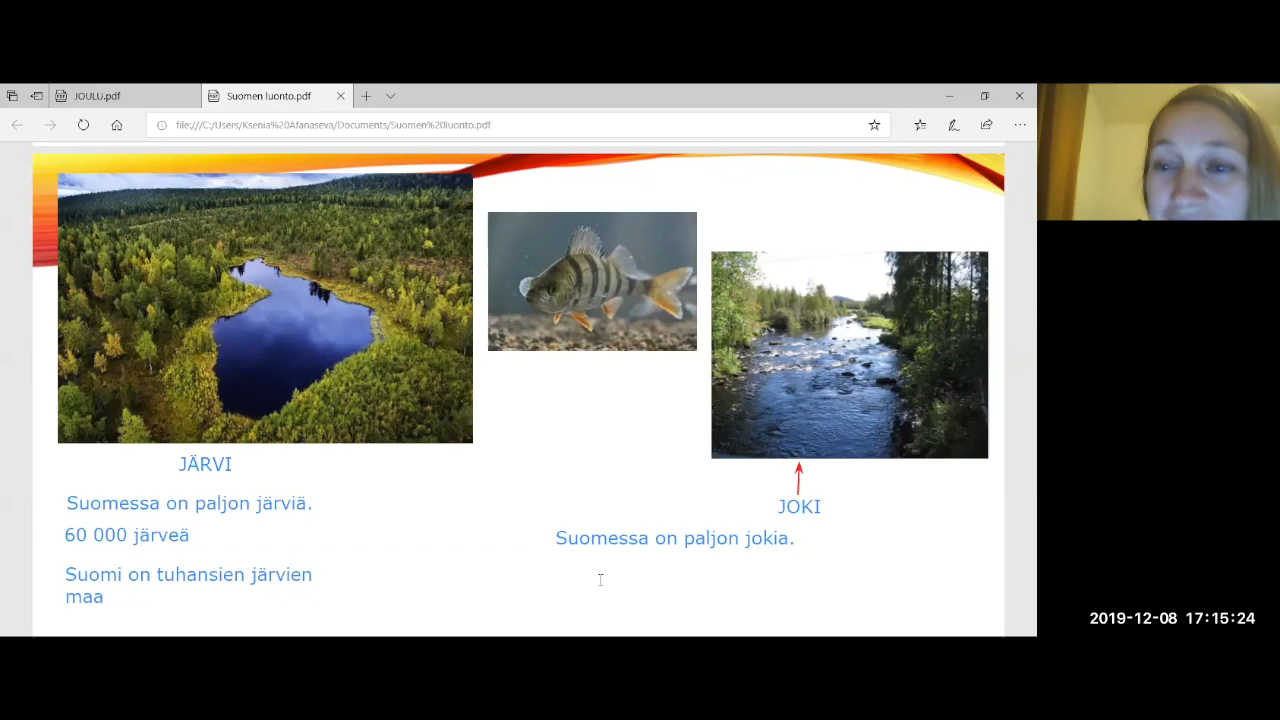 JOULU.pdf
Suomen luonto.pdf
file:///C:/Users/Ksenia%20Afanaseva/Documents/Suomen%20luonto.pdf
JÄRVI
Suomessa on paljon järviä.
60 000 järveä
Suomi on tuhansien järvien
maa
JOKI
Suomessa on paljon jokia.
2019-12-08 17:15:24